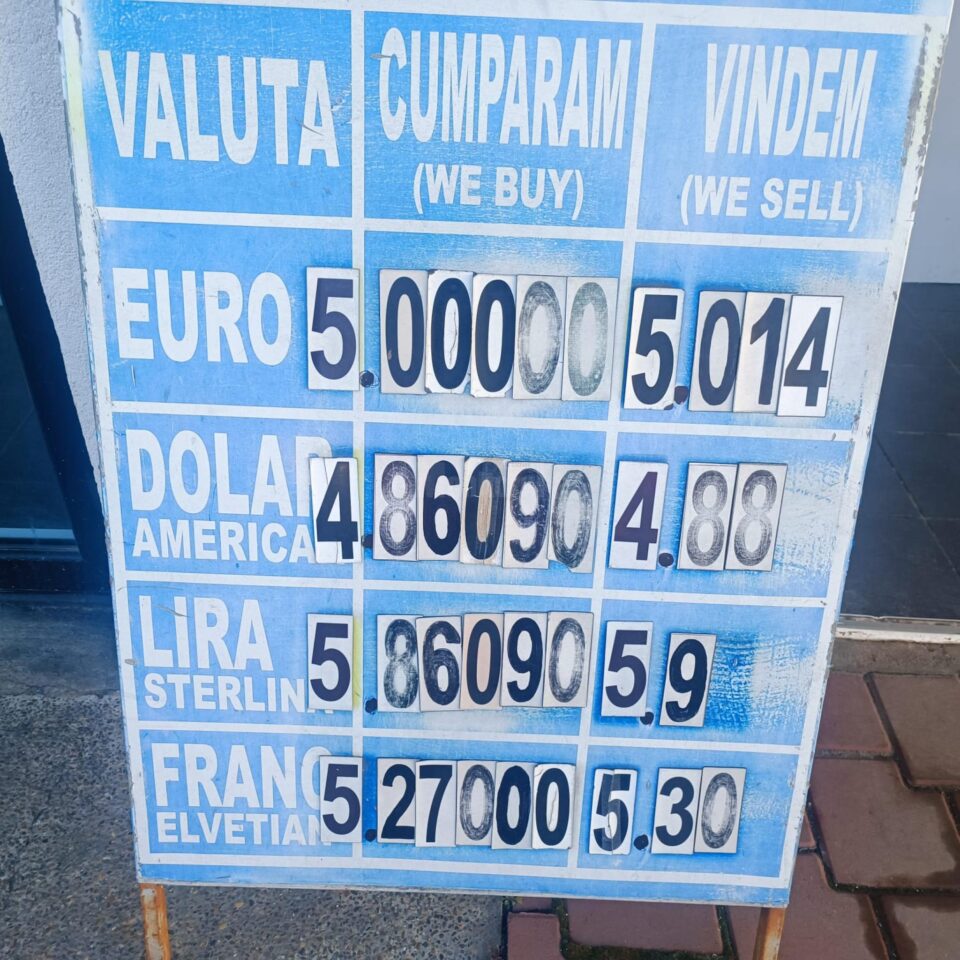 VALUTA CUMPARAM (WE BUY) VINDEM (WE SELL)
EURO 5.00000 5.014
DOLAR AMERICA 4.86090 4.88
LIRA STERLIN 5.86090 5.9
FRANC ELVETIAN 5.27000 5.30